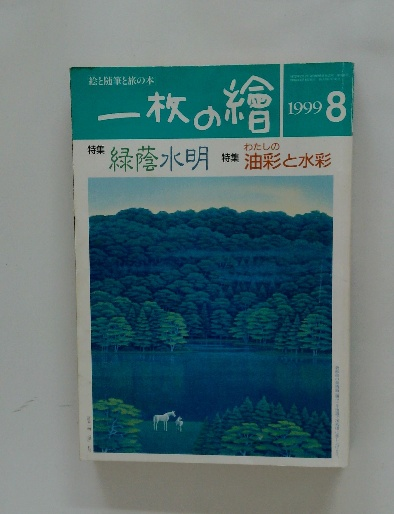 絵と随筆と旅の本
一枚の繪
1999 8
特集 緑蔭水明
特集 わたしの
油彩と水彩